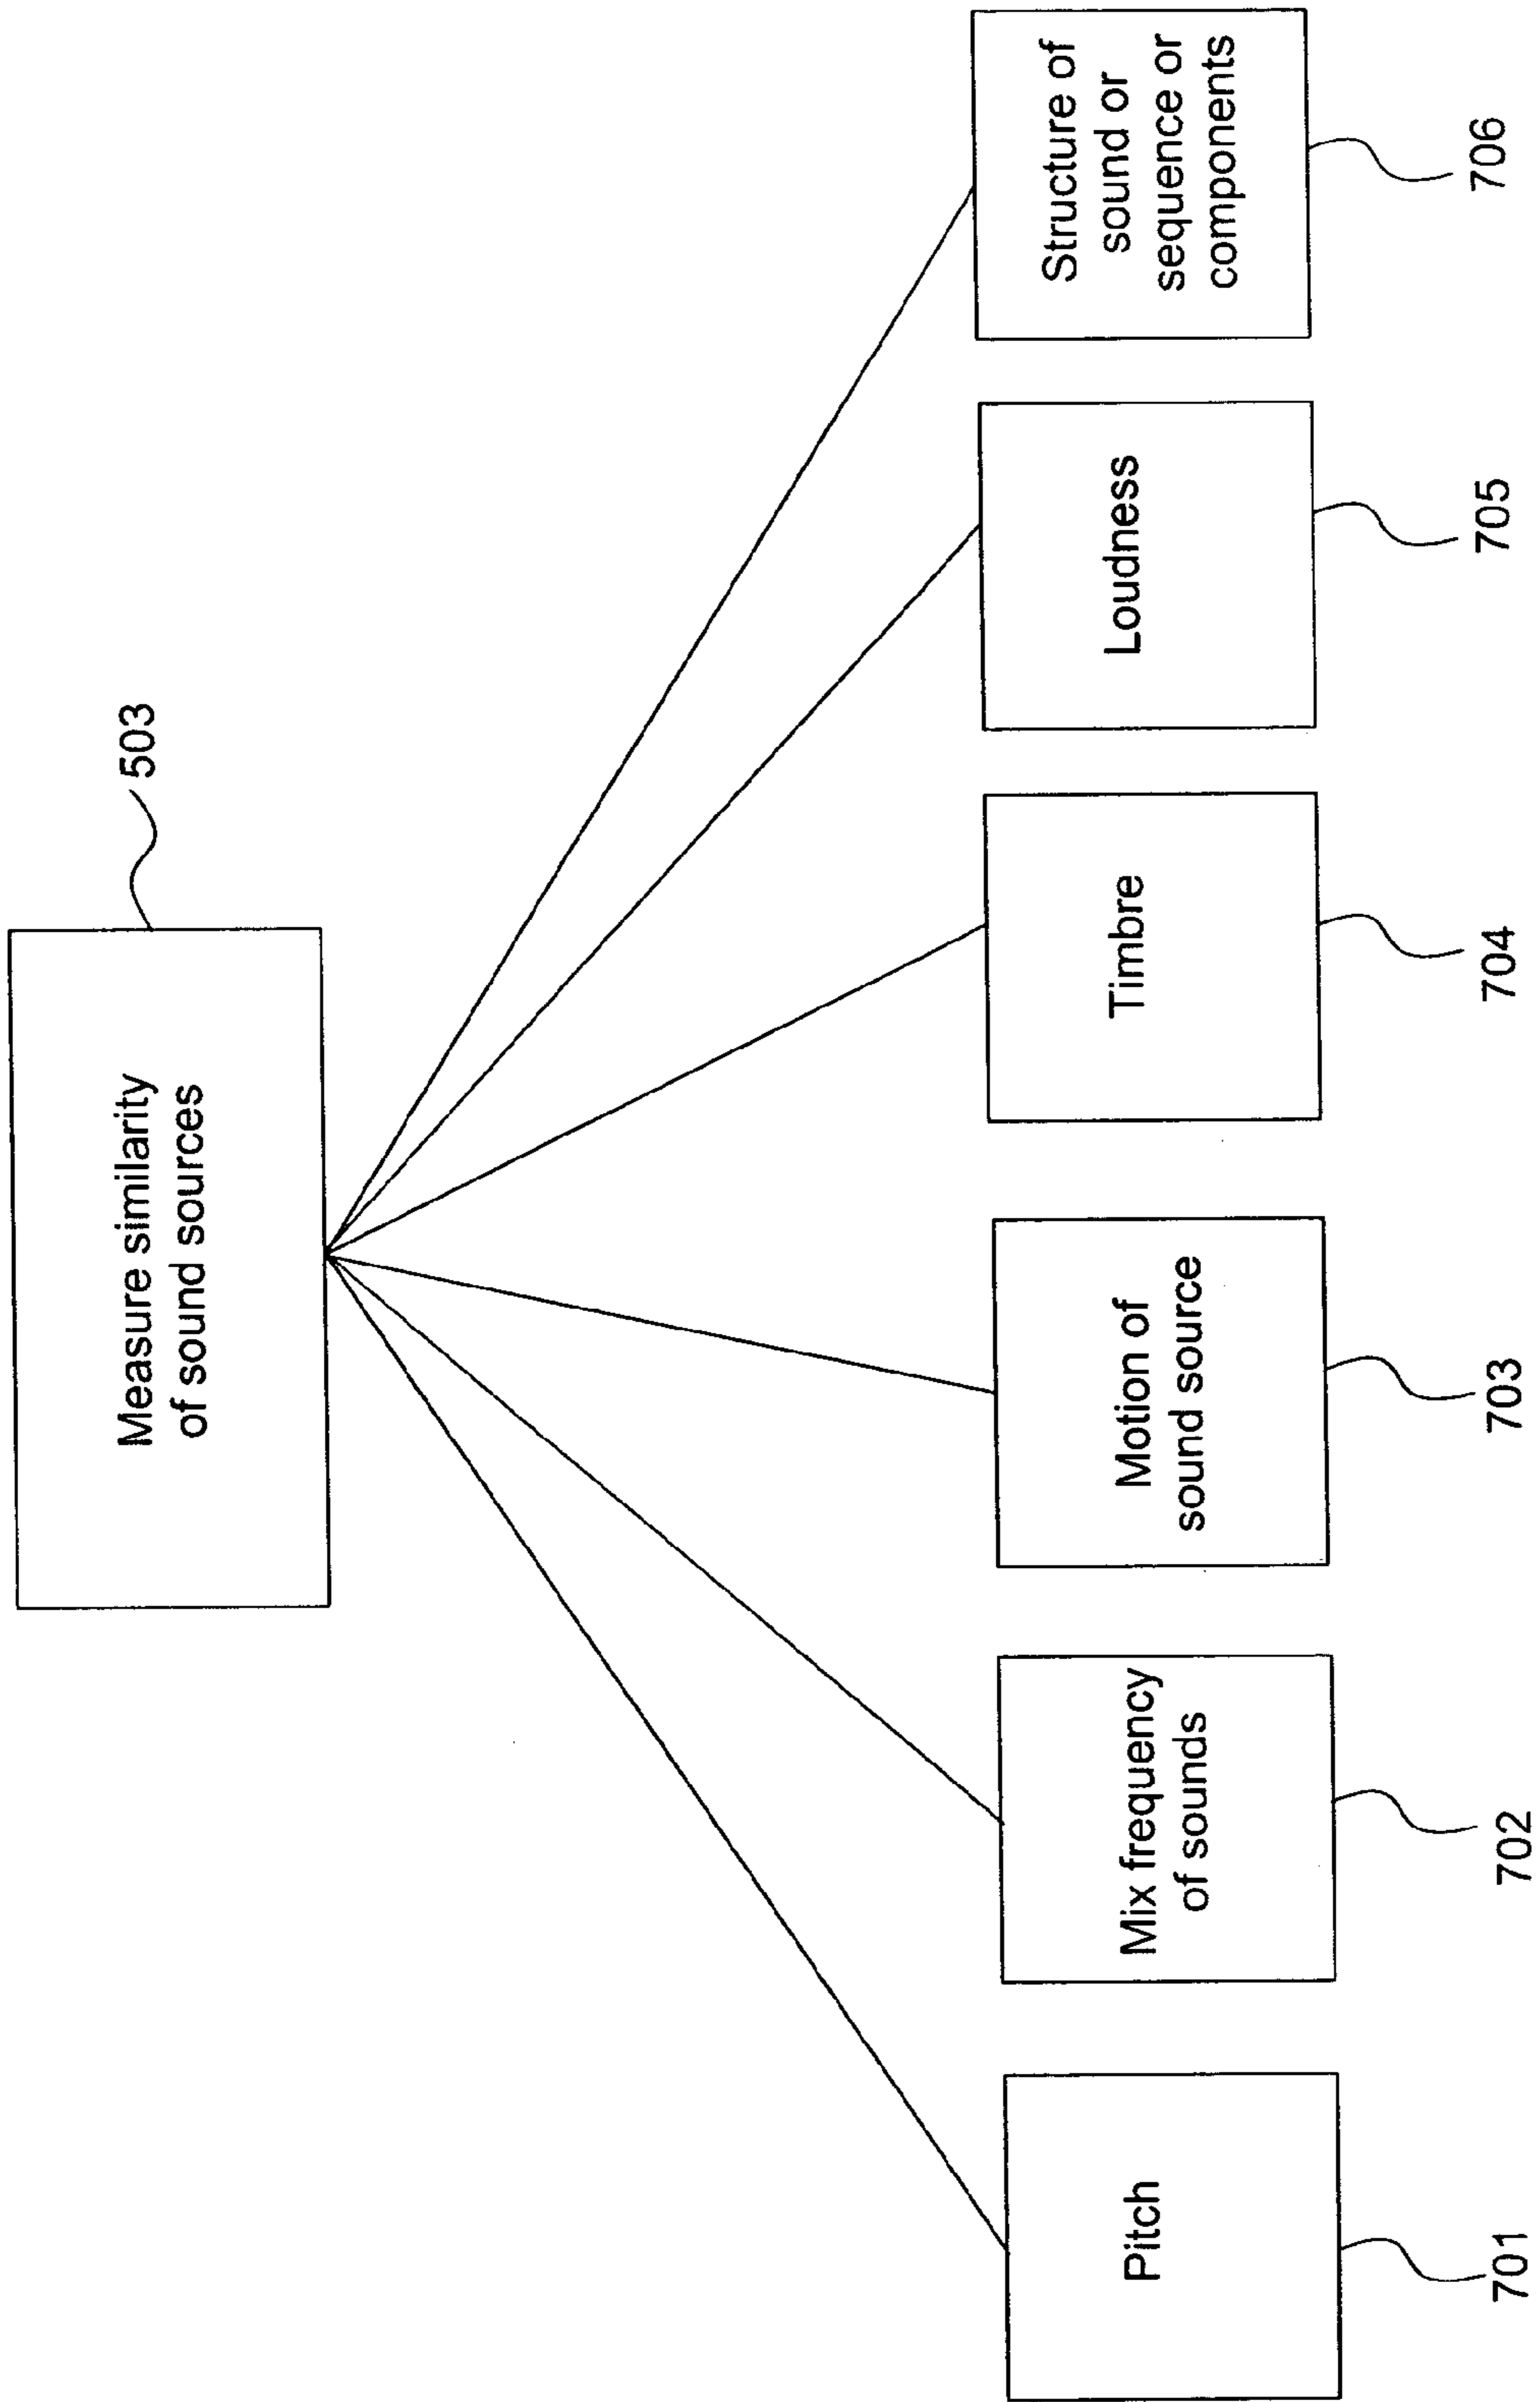 Measure similarity
of sound sources
503
Pitch
701
Mix frequency
of sounds
702
Motion of
sound source
703
Timbre
704
Loudness
705
Structure of
sound or
sequence or
components
706